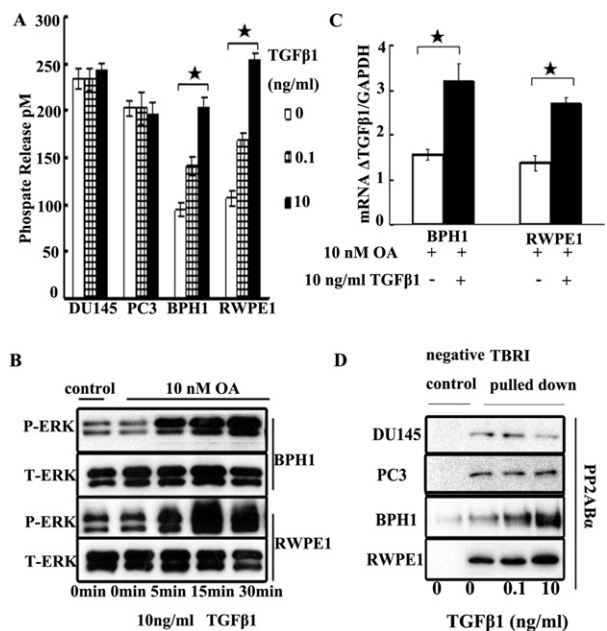 A
TGFβ1
(ng/ml)
0
0.1
10
Phospate Release pM
300
250
200
150
100
50
0
DU145 PC3 BPH1 RWPE1
C
mRNA ΔTGFβ1/GAPDH
4
3
2
1
0
BPH1 RWPE1
10 nM OA + + + +
10 ng/ml TGFβ1 - + - +
B
control 10 nM OA
P-ERK
T-ERK
BPH1
P-ERK
T-ERK
RWPE1
0min 0min 5min 15min 30min
10ng/ml TGFβ1
D
negative TBRI
control pulled down
DU145
PC3
BPH1
RWPE1
PP2ABα
0 0 0.1 10
TGFβ1 (ng/ml)